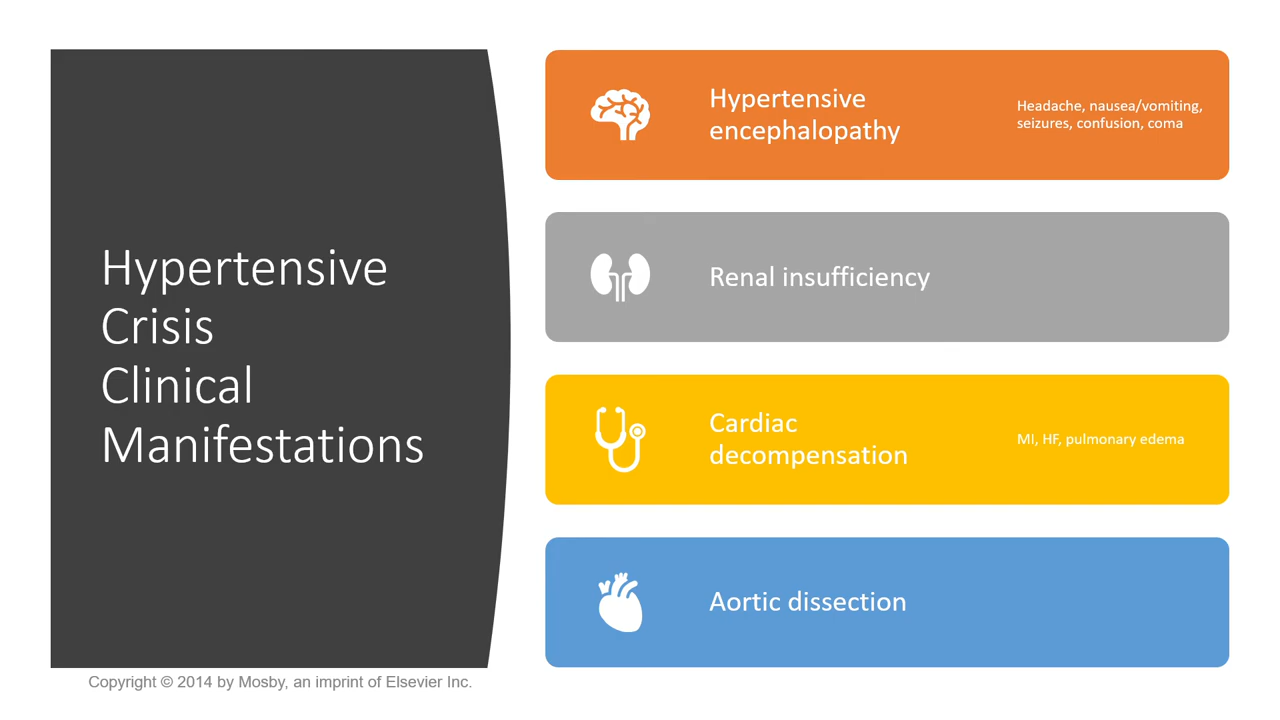 Hypertensive
Crisis
Clinical
Manifestations
Hypertensive
encephalopathy
Headache, nausea/vomiting,
seizures, confusion, coma
Renal insufficiency
Cardiac
decompensation
MI, HF, pulmonary edema
Aortic dissection
Copyright © 2014 by Mosby, an imprint of Elsevier Inc.